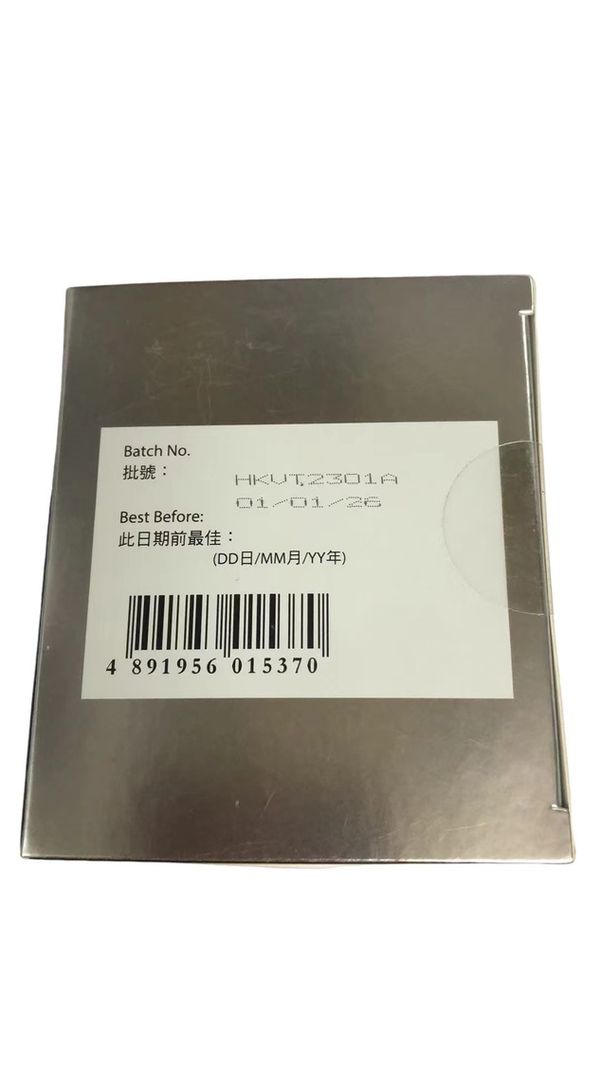 Batch No.
批號：
HKVT2301A
01/01/26
Best Before:
此日期前最佳：
(DD日/MM月/YY年)
4 891956 015370